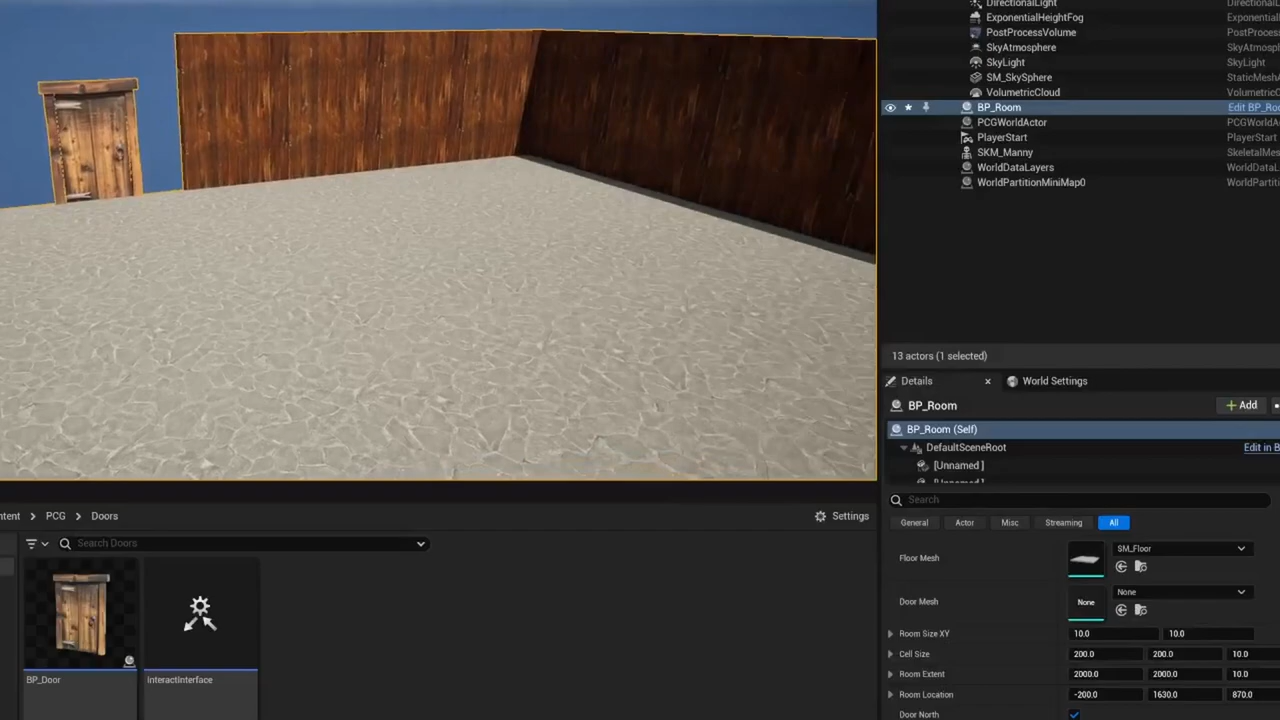 DirectionalLight
DirectionalL
ExponentialHeightFog
Exponential
PostProcessVolume
PostProcess
SkyAtmosphere
SkyAtmosp
SkyLight
SkyLight
SM_SkySphere
StaticMesh
VolumetricCloud
VolumetricC
BP_Room
Edit BP_Roo
PCGWorldActor
PCGWorldA
PlayerStart
PlayerStart
SKM_Manny
SkeletalMes
WorldDataLayers
WorldDataL
WorldPartitionMiniMap0
WorldPartiti
13 actors (1 selected)
Details
World Settings
BP_Room
+ Add
BP_Room (Self)
DefaultSceneRoot
Edit in B
[Unnamed]
Search
General
Actor
Misc
Streaming
All
Floor Mesh
SM_Floor
Door Mesh
None
None
Room Size XY
10.0
10.0
Cell Size
200.0
200.0
10.0
Room Extent
2000.0
2000.0
10.0
Room Location
-200.0
1630.0
870.0
Door North
ntent > PCG > Doors
Settings
Search Doors
BP_Door
InteractInterface